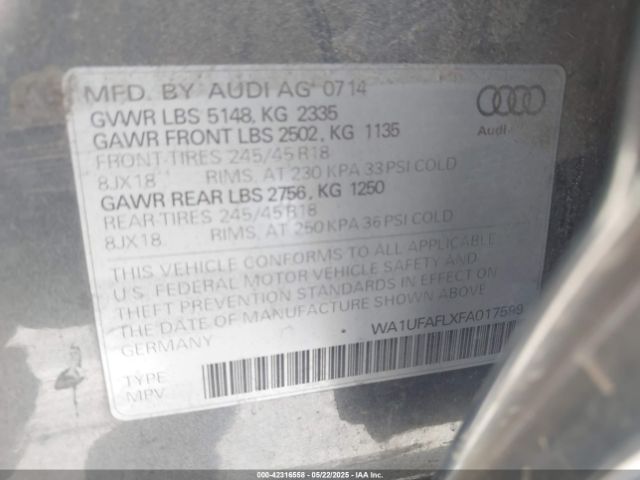 MFD. BY AUDI AG 0714
GVWR LBS 5148, KG 2335
GAWR FRONT LBS 2502, KG 1135
FRONT-TIRES 245/45 R18
8JX18 RIMS, AT 230 KPA 33 PSI COLD
GAWR REAR LBS 2756, KG 1250
REAR-TIRES 245/45 R18
8JX18 RIMS, AT 250 KPA 36 PSI COLD
Audi
THIS VEHICLE CONFORMS TO ALL APPLICABLE
U.S. FEDERAL MOTOR VEHICLE SAFETY AND
THEFT PREVENTION STANDARDS IN EFFECT ON
THE DATE OF MANUFACTURE SHOWN ABOVE.
GERMANY
WA1UFAFLXFA017599
TYPE
MPV
000-42316558 - 05/22/2025 - IAA Inc.